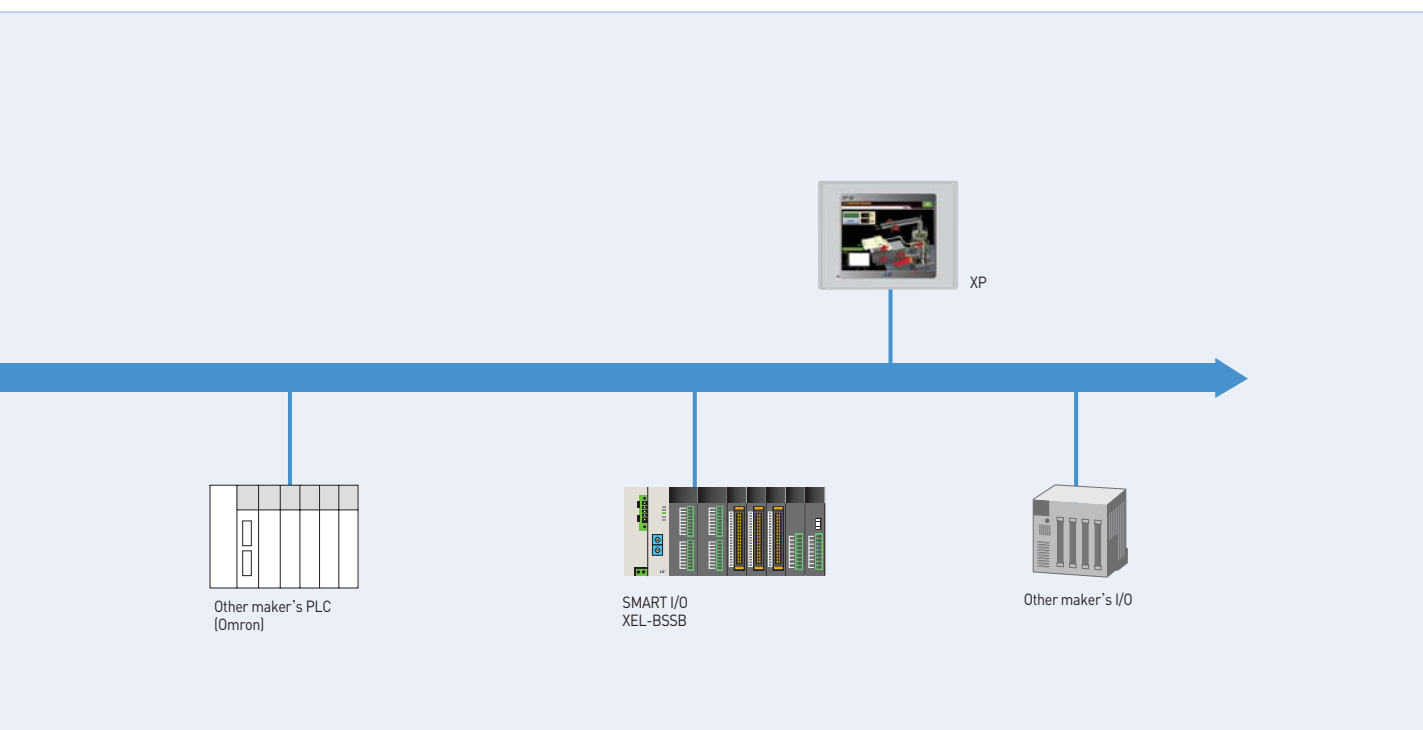 XP
Other maker's PLC
(Omron)
SMART I/O
XEL-BSSB
Other maker's I/O